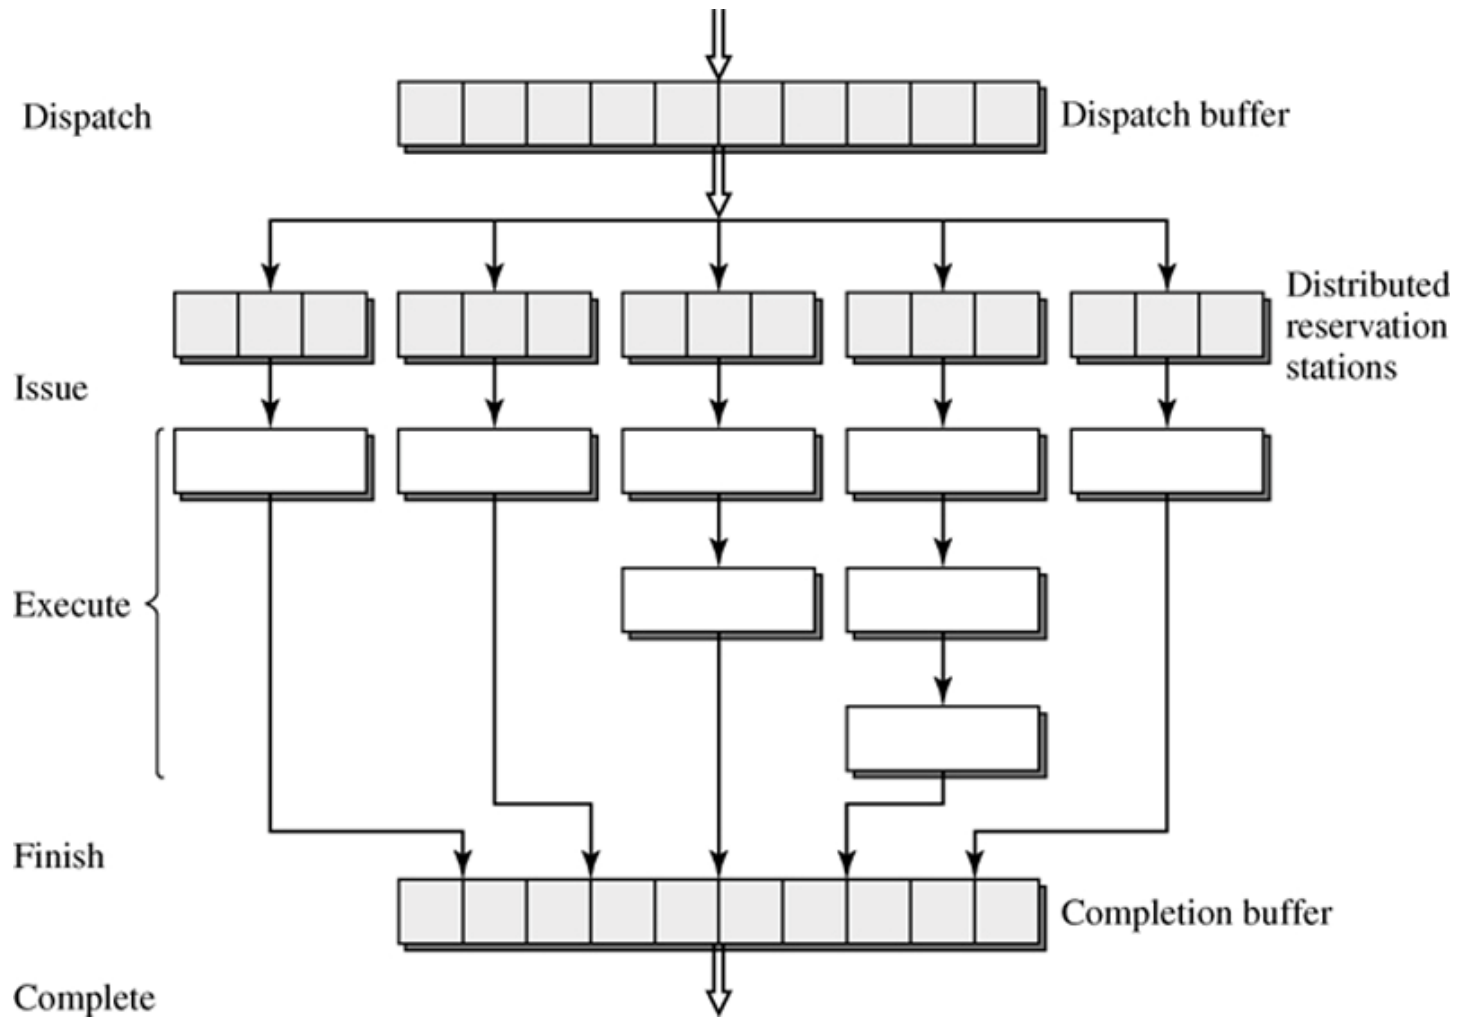 Dispatch
Dispatch buffer
Distributed
reservation
stations
Issue
Execute
Finish
Completion buffer
Complete